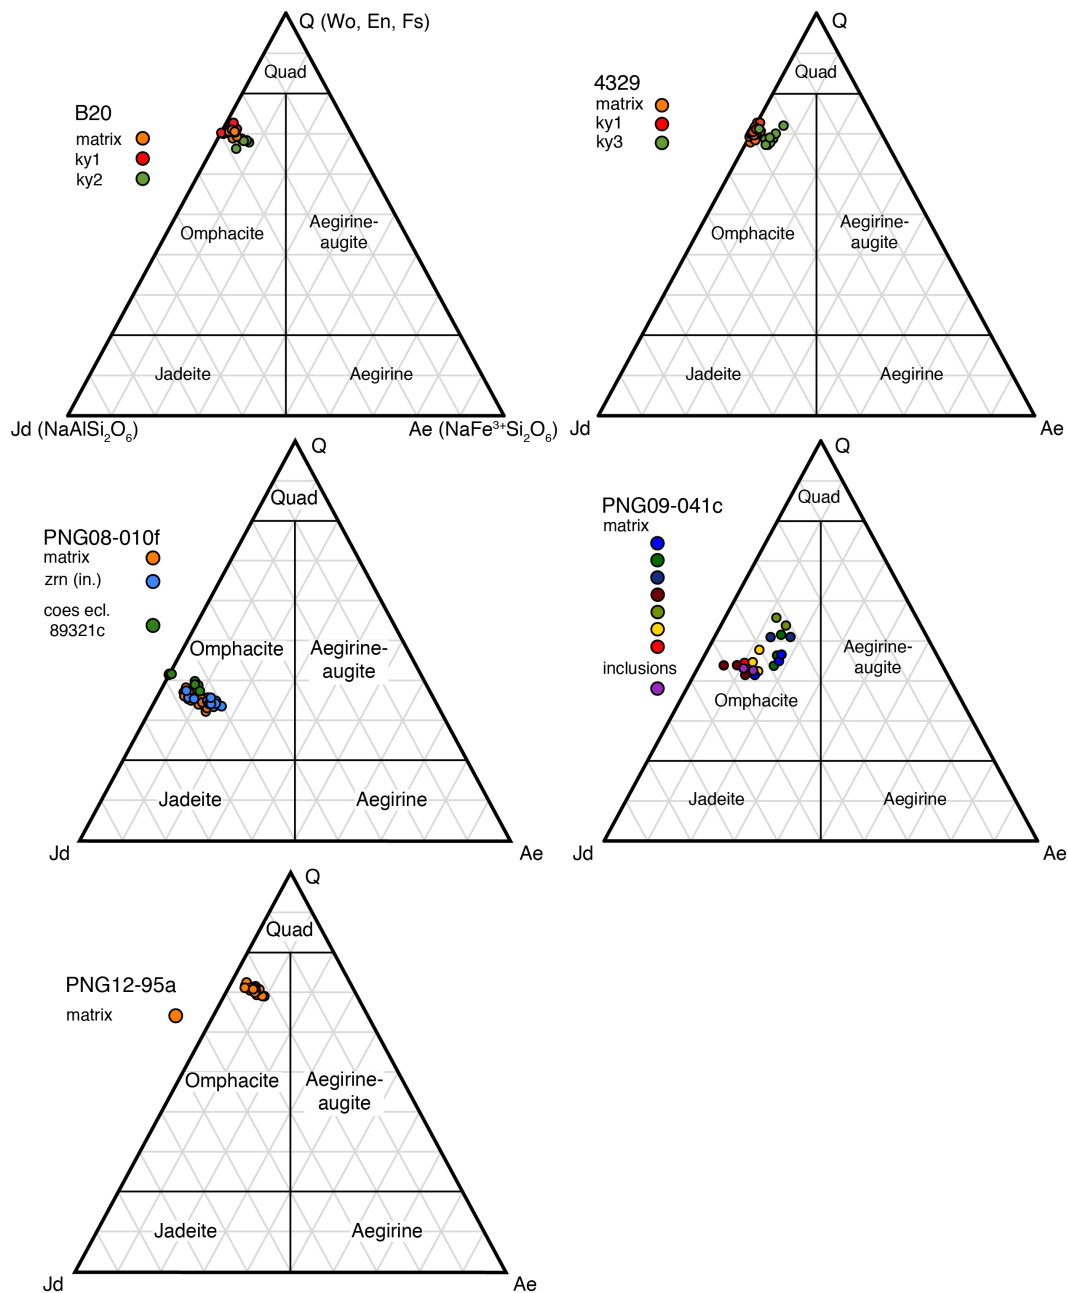 Q (Wo, En, Fs)
Quad
B20
matrix
ky1
ky2
Omphacite
Aegirine-
augite
Jadeite
Aegirine
Jd (NaAlSi₂O₆)
Ae (NaFe³⁺Si₂O₆)
Q
Quad
4329
matrix
ky1
ky3
Omphacite
Aegirine-
augite
Jadeite
Aegirine
Jd
Ae
Q
Quad
PNG08-010f
matrix
zrn (in.)
coes ecl.
89321c
Omphacite
Aegirine-
augite
Jadeite
Aegirine
Jd
Ae
Q
Quad
PNG09-041c
matrix
inclusions
Aegirine-
augite
Omphacite
Jadeite
Aegirine
Jd
Ae
Q
Quad
PNG12-95a
matrix
Omphacite
Aegirine-
augite
Jadeite
Aegirine
Jd
Ae